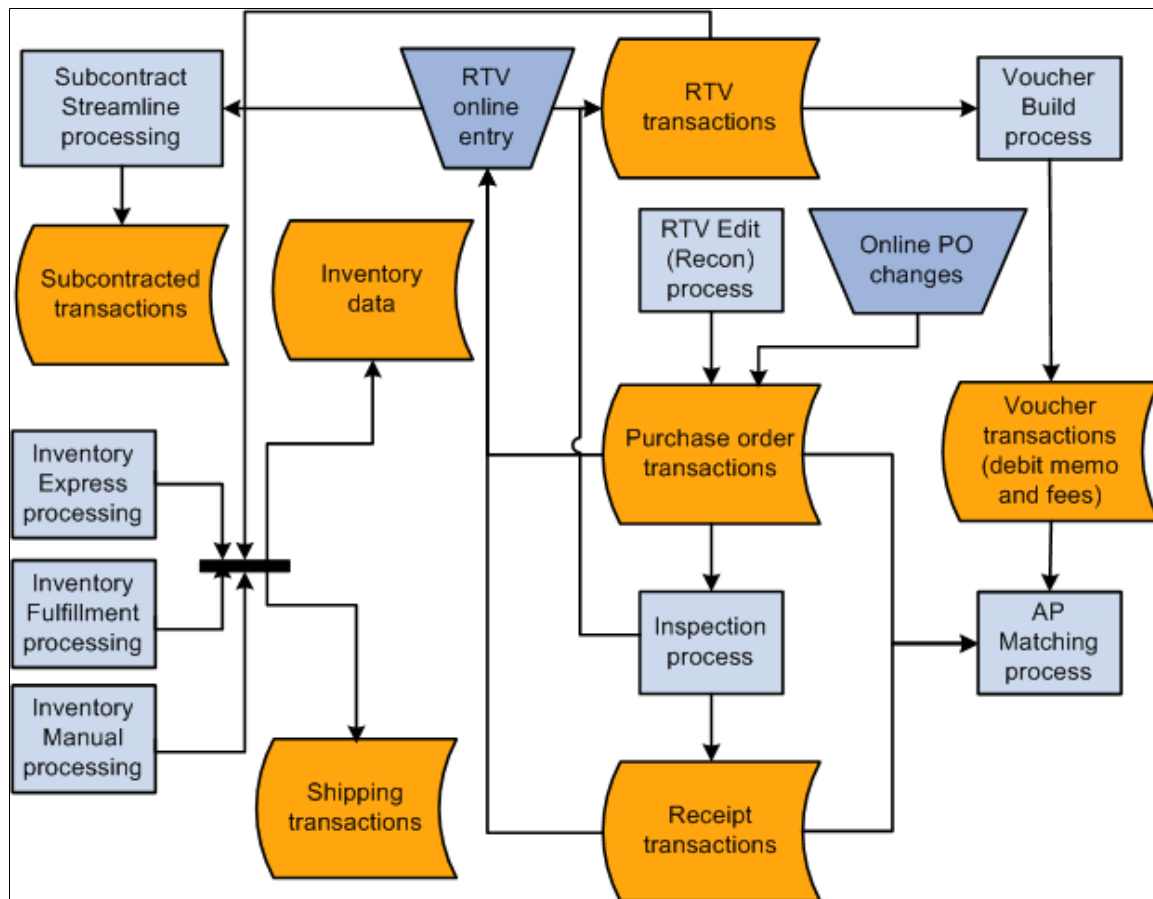 Subcontract
Streamline
processing
RTV
online
entry
RTV
transactions
Voucher
Build
process
Subcontracted
transactions
Inventory
data
RTV Edit
(Recon)
process
Online PO
changes
Inventory
Express
processing
Purchase order
transactions
Voucher
transactions
(debit memo
and fees)
Inventory
Fulfillment
processing
Inspection
process
AP
Matching
process
Inventory
Manual
processing
Shipping
transactions
Receipt
transactions